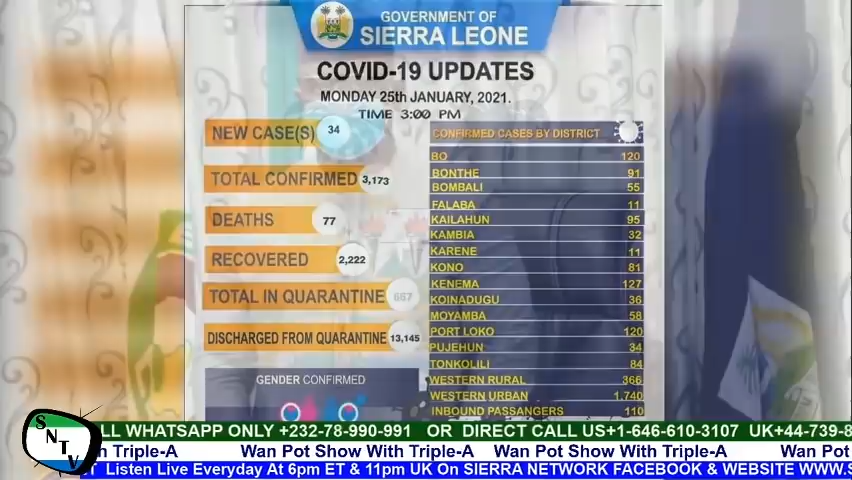 GOVERNMENT OF
SIERRA LEONE
COVID-19 UPDATES
MONDAY 25th JANUARY, 2021.
TIME 3:00 PM
NEW CASE(S) 34
TOTAL CONFIRMED 3,173
DEATHS 77
RECOVERED 2,222
TOTAL IN QUARANTINE 667
DISCHARGED FROM QUARANTINE 13,145
GENDER CONFIRMED
CONFIRMED CASES BY DISTRICT
BO 120
BONTHE 91
BOMBALI 55
FALABA 11
KAILAHUN 95
KAMBIA 32
KARENE 11
KONO 81
KENEMA 127
KOINADUGU 36
MOYAMBA 58
PORT LOKO 120
PUJEHUN 34
TONKOLILI 84
WESTERN RURAL 366
WESTERN URBAN 1,740
INBOUND PASSANGERS 110
SNTV
LL WHATSAPP ONLY +232-78-990-991 OR DIRECT CALL US+1-646-610-3107 UK+44-739-8
h Triple-A Wan Pot Show With Triple-A Wan Pot Show With Triple-A Wan Pot
T Listen Live Everyday At 6pm ET & 11pm UK On SIERRA NETWORK FACEBOOK & WEBSITE WWW.S